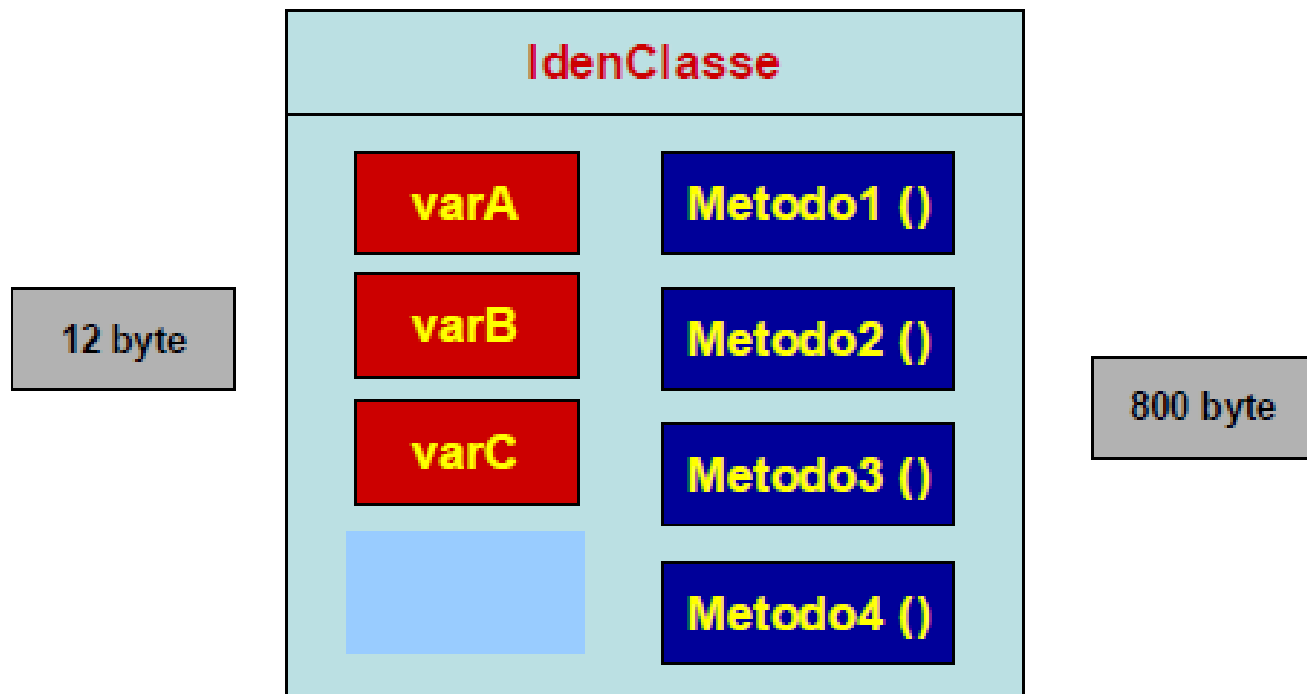 IdenClasse
12 byte
varA
varB
varC
Metodo1 ()
Metodo2 ()
Metodo3 ()
Metodo4 ()
800 byte